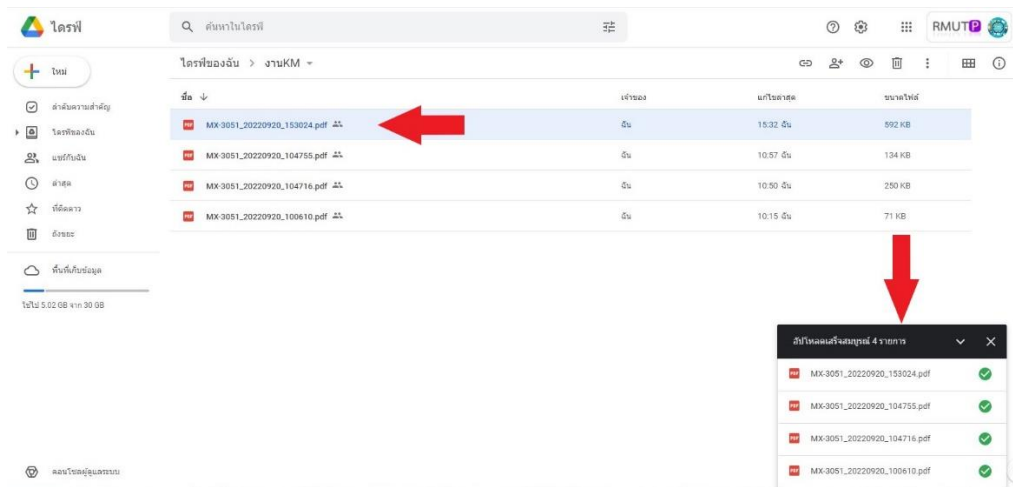 ไดรฟ์
ค้นหาในไดรฟ์
RMUTP
ใหม่
ไดรฟ์ของฉัน > งานKM
ชื่อ
เจ้าของ
แก้ไขล่าสุด
ขนาดไฟล์
ลำดับความสำคัญ
ไดรฟ์ของฉัน
แชร์กับฉัน
ล่าสุด
ที่ติดดาว
ถังขยะ
พื้นที่เก็บข้อมูล
ใช้ไป 5.02 GB จาก 30 GB
คอนโซลผู้ดูแลระบบ
MX-3051_20220920_153024.pdf ฉัน 15:32 ฉัน 592 KB
MX-3051_20220920_104755.pdf ฉัน 10:57 ฉัน 134 KB
MX-3051_20220920_104716.pdf ฉัน 10:50 ฉัน 250 KB
MX-3051_20220920_100610.pdf ฉัน 10:15 ฉัน 71 KB
อัปโหลดเสร็จสมบูรณ์ 4 รายการ
MX-3051_20220920_153024.pdf
MX-3051_20220920_104755.pdf
MX-3051_20220920_104716.pdf
MX-3051_20220920_100610.pdf